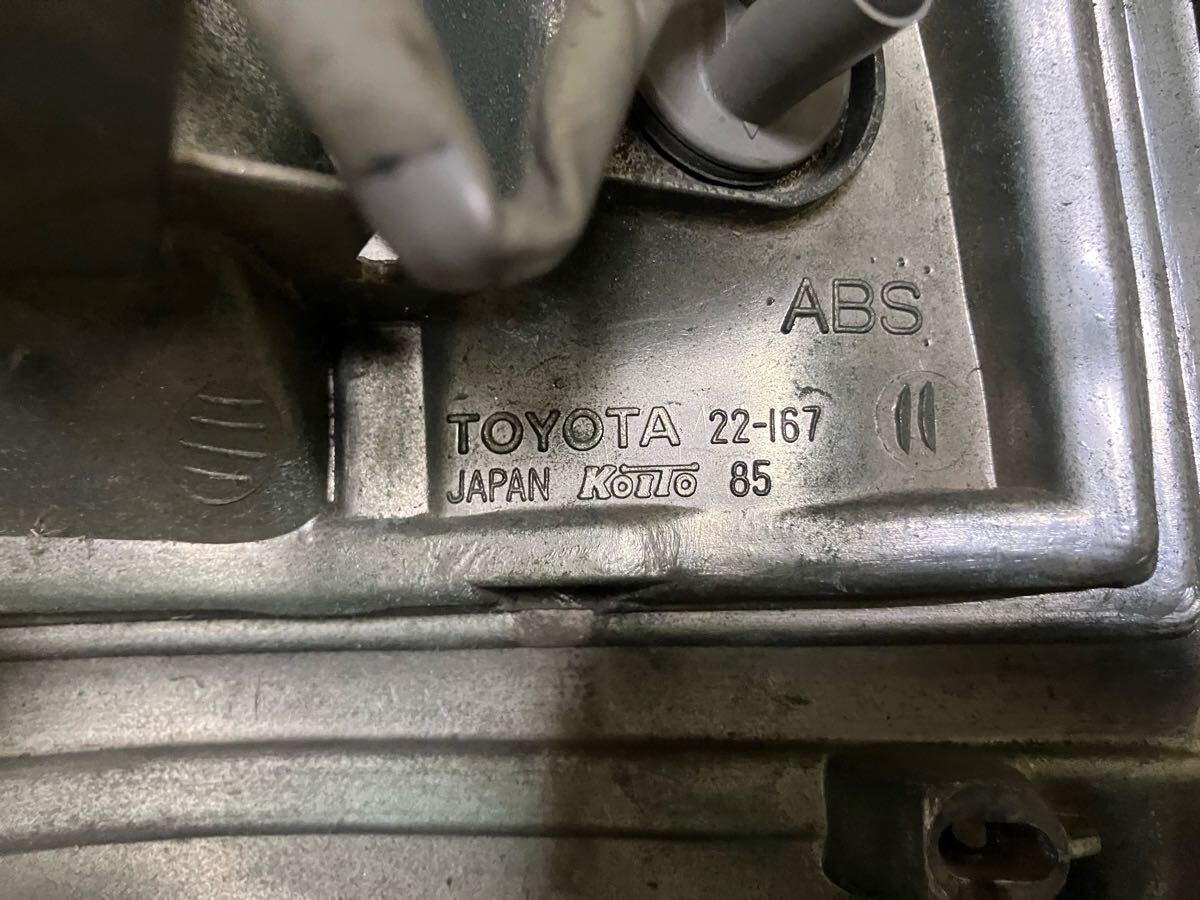 ABS
TOYOTA 22-167
JAPAN KOITO 85